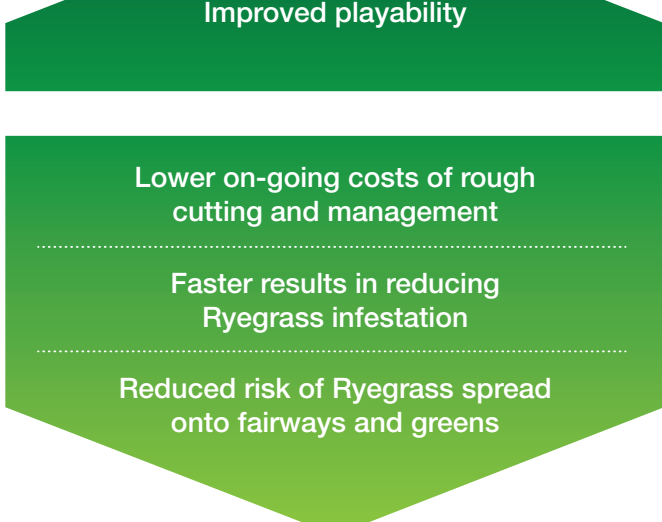 Improved playability
Lower on-going costs of rough
cutting and management
Faster results in reducing
Ryegrass infestation
Reduced risk of Ryegrass spread
onto fairways and greens